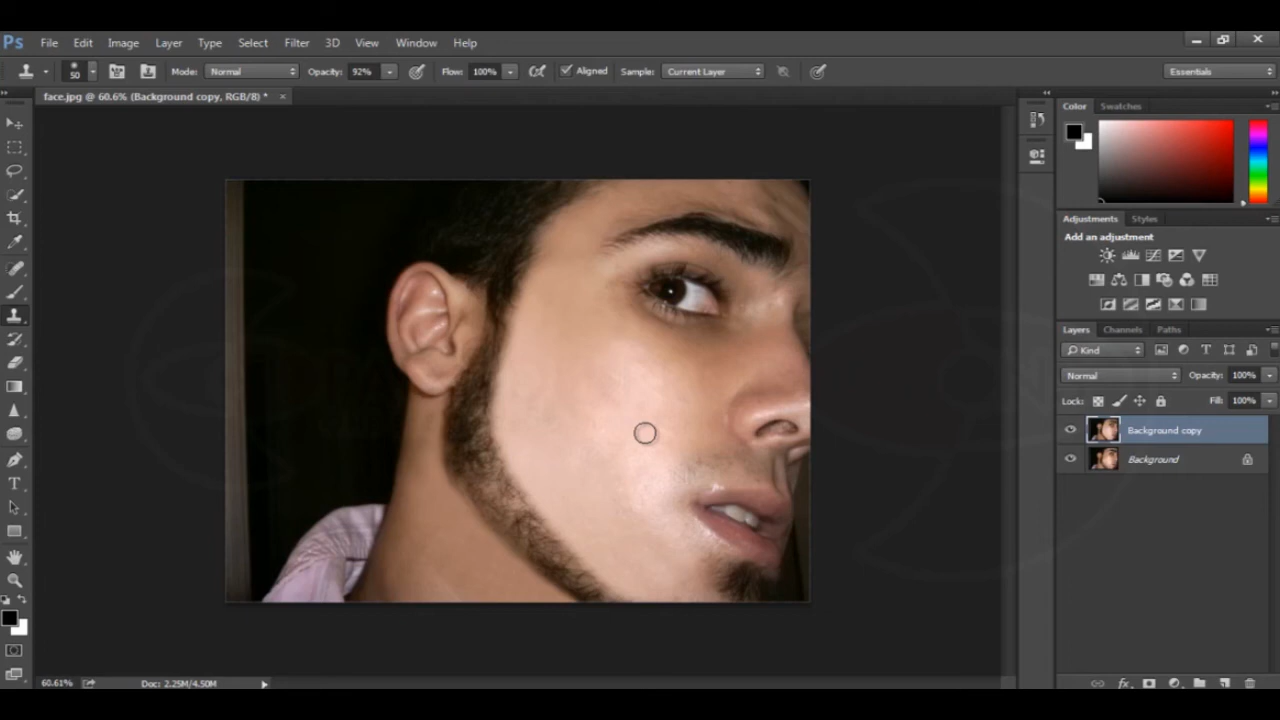 Ps File Edit Image Layer Type Select Filter 3D View Window Help
50 Mode: Normal Opacity: 92% Flow: 100% Aligned Sample: Current Layer Essentials
face.jpg @ 60.6% (Background copy, RGB/8) * ×
Color Swatches
Adjustments Styles
Add an adjustment
Layers Channels Paths
Kind
Normal Opacity: 100%
Lock: Fill: 100%
Background copy
Background
60.61% Doc: 2.25M/4.50M